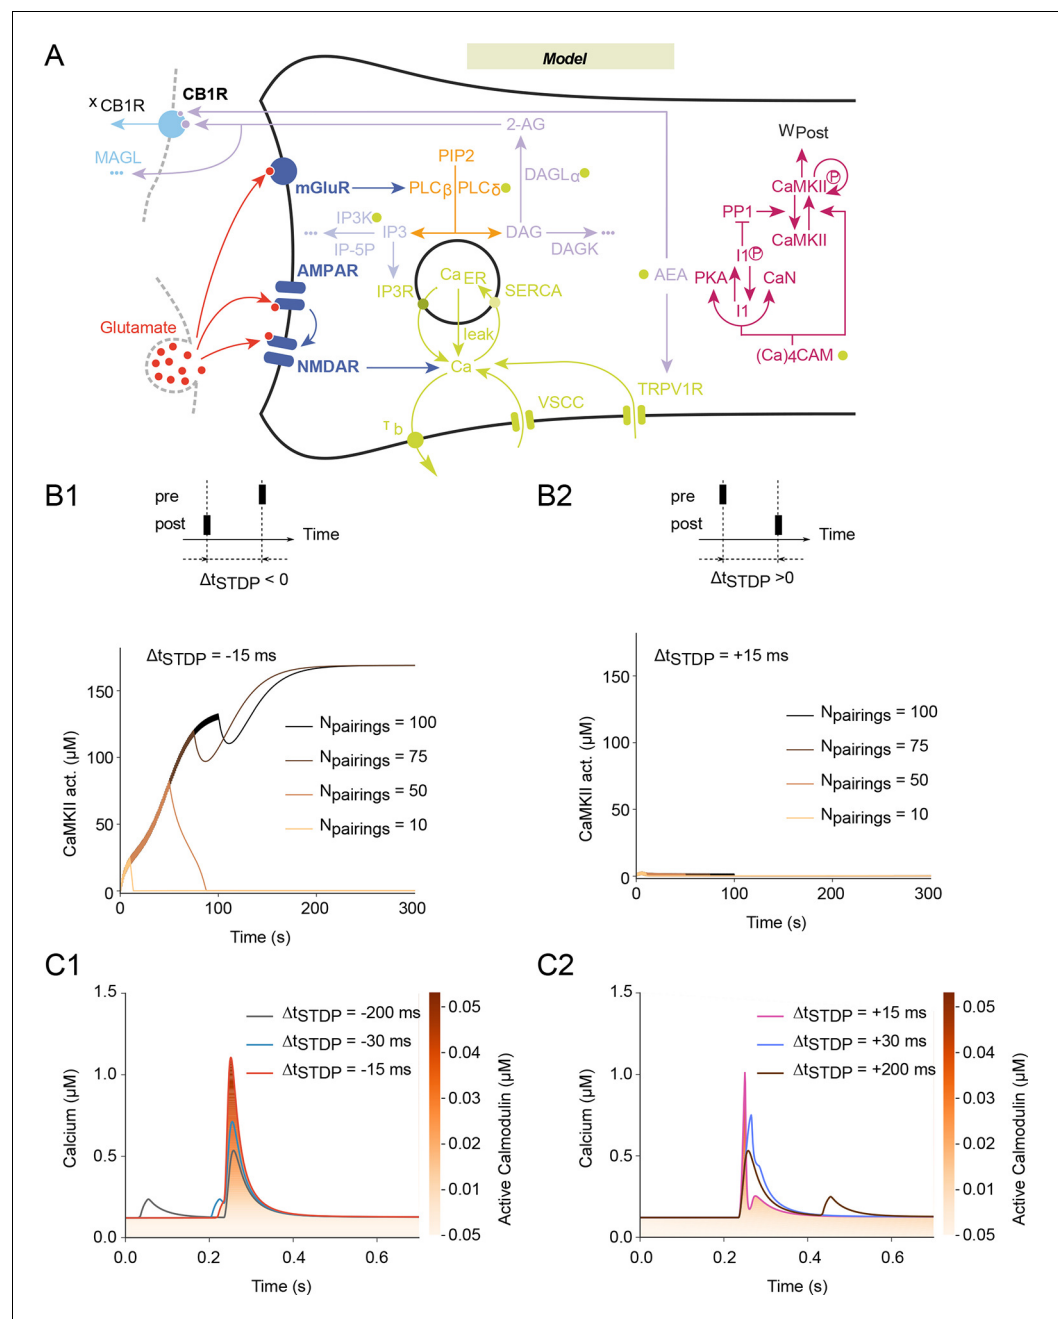 A
Model
CB1R
x CB1R
MAGL
...
2-AG
PIP2
mGluR
PLCβ PLCδ
DAGLα
IP3K
...
IP3
DAG
...
IP-5P
DAGK
AMPAR
IP3R
CaER
SERCA
leak
Glutamate
NMDAR
Ca
AEA
TRPV1R
VSCC
τb
WPost
CaMKII P
PP1
CaMKII
I1 P
PKA
CaN
I1
(Ca)4CAM
B1
pre
post
Time
ΔtSTDP < 0
B2
pre
post
Time
ΔtSTDP >0
ΔtSTDP = -15 ms
150
100
50
0
CaMKII act. (μM)
Npairings = 100
Npairings = 75
Npairings = 50
Npairings = 10
0 100 200 300
Time (s)
ΔtSTDP = +15 ms
150
100
50
0
CaMKII act. (μM)
Npairings = 100
Npairings = 75
Npairings = 50
Npairings = 10
0 100 200 300
Time (s)
C1
1.5
1.0
0.5
0.0
Calcium (μM)
ΔtSTDP = -200 ms
ΔtSTDP = -30 ms
ΔtSTDP = -15 ms
0.0 0.2 0.4 0.6
Time (s)
0.05
0.04
0.03
0.02
0.01
0.05
Active Calmodulin (μM)
C2
1.5
1.0
0.5
0.0
Calcium (μM)
ΔtSTDP = +15 ms
ΔtSTDP = +30 ms
ΔtSTDP = +200 ms
0.0 0.2 0.4 0.6
Time (s)
0.05
0.04
0.03
0.02
0.01
0.05
Active Calmodulin (μM)